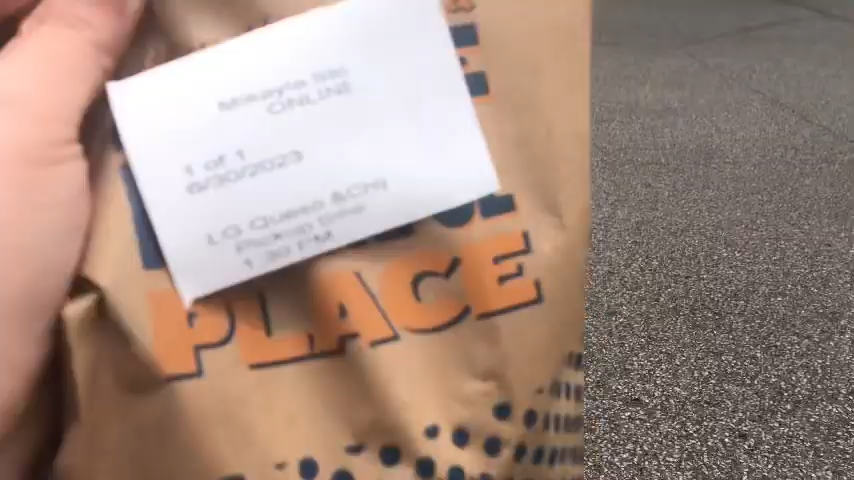 Mikayla
ONLINE
1 of 1
6/30/2023
LG Queso &Chi
Pickup time
1:30 PM
PLACE